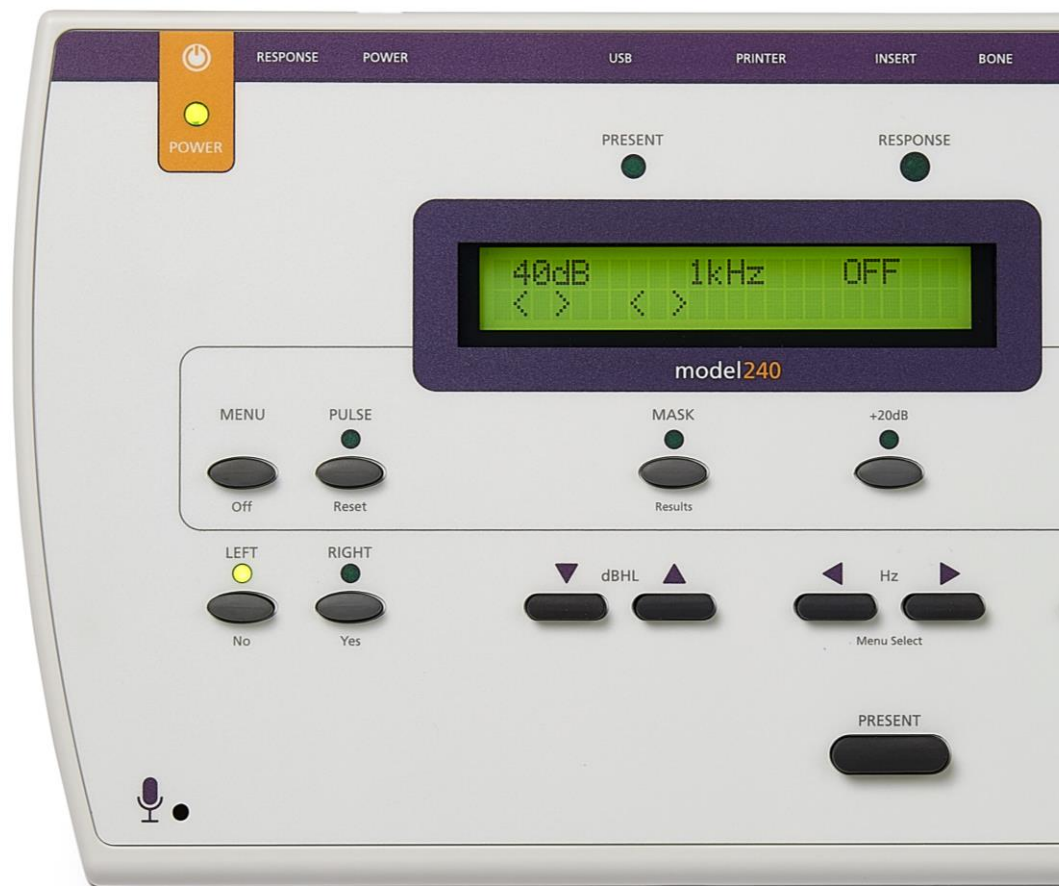 RESPONSE POWER USB PRINTER INSERT BONE
POWER
PRESENT RESPONSE
40dB 1kHz OFF
< > < >
model240
MENU PULSE MASK +20dB
Off Reset Results
LEFT RIGHT dBHL Hz
No Yes Menu Select
PRESENT